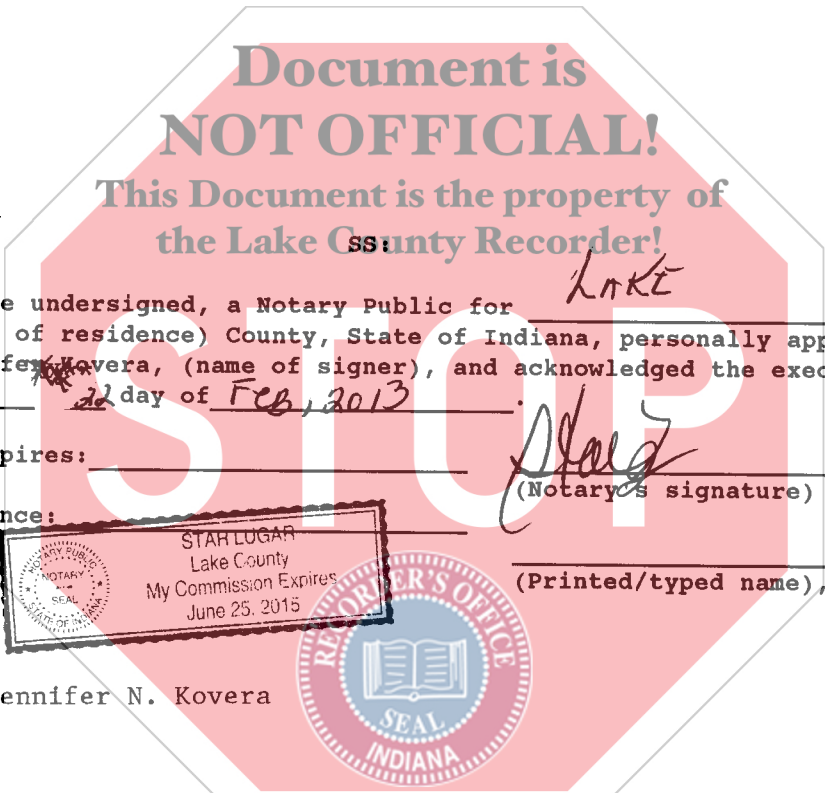 Document is
NOT OFFICIAL!
This Document is the property of
the Lake County Recorder!
SS:
STOP
e undersigned, a Notary Public for LAKE
of residence) County, State of Indiana, personally app
fer Kovera, (name of signer), and acknowledged the exec
22 day of Feb, 2013.
pires:
(Notary's signature)
nce:
STAR LUGAR
Lake County
My Commission Expires
June 25, 2015
NOTARY PUBLIC
NOTARY
SEAL
STATE OF INDIANA
(Printed/typed name),
RECORDER'S OFFICE
SEAL
INDIANA
ennifer N. Kovera